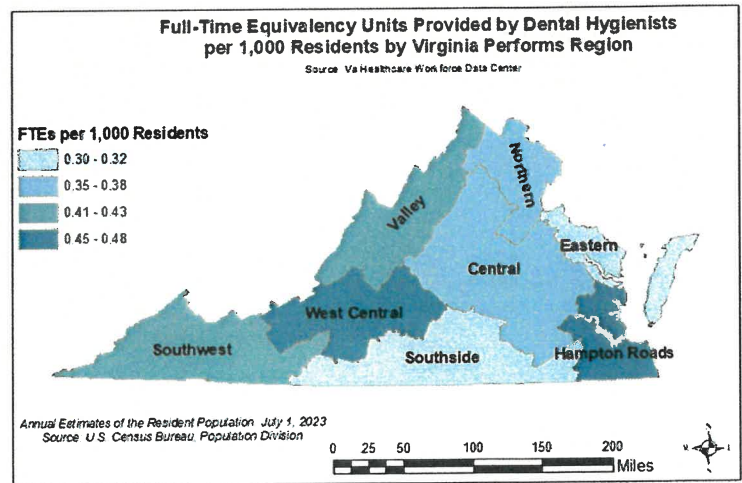 Full-Time Equivalency Units Provided by Dental Hygienists
per 1,000 Residents by Virginia Performs Region
Source Va Healthcare Workforce Data Center
FTEs per 1,000 Residents
0.30 - 0.32
0.35 - 0.38
0.41 - 0.43
0.45 - 0.48
Northern
Valley
Eastern
Central
West Central
Southwest
Southside
Hampton Roads
Annual Estimates of the Resident Population July 1, 2023
Source U.S. Census Bureau, Population Division
0 25 50 100 150 200
Miles